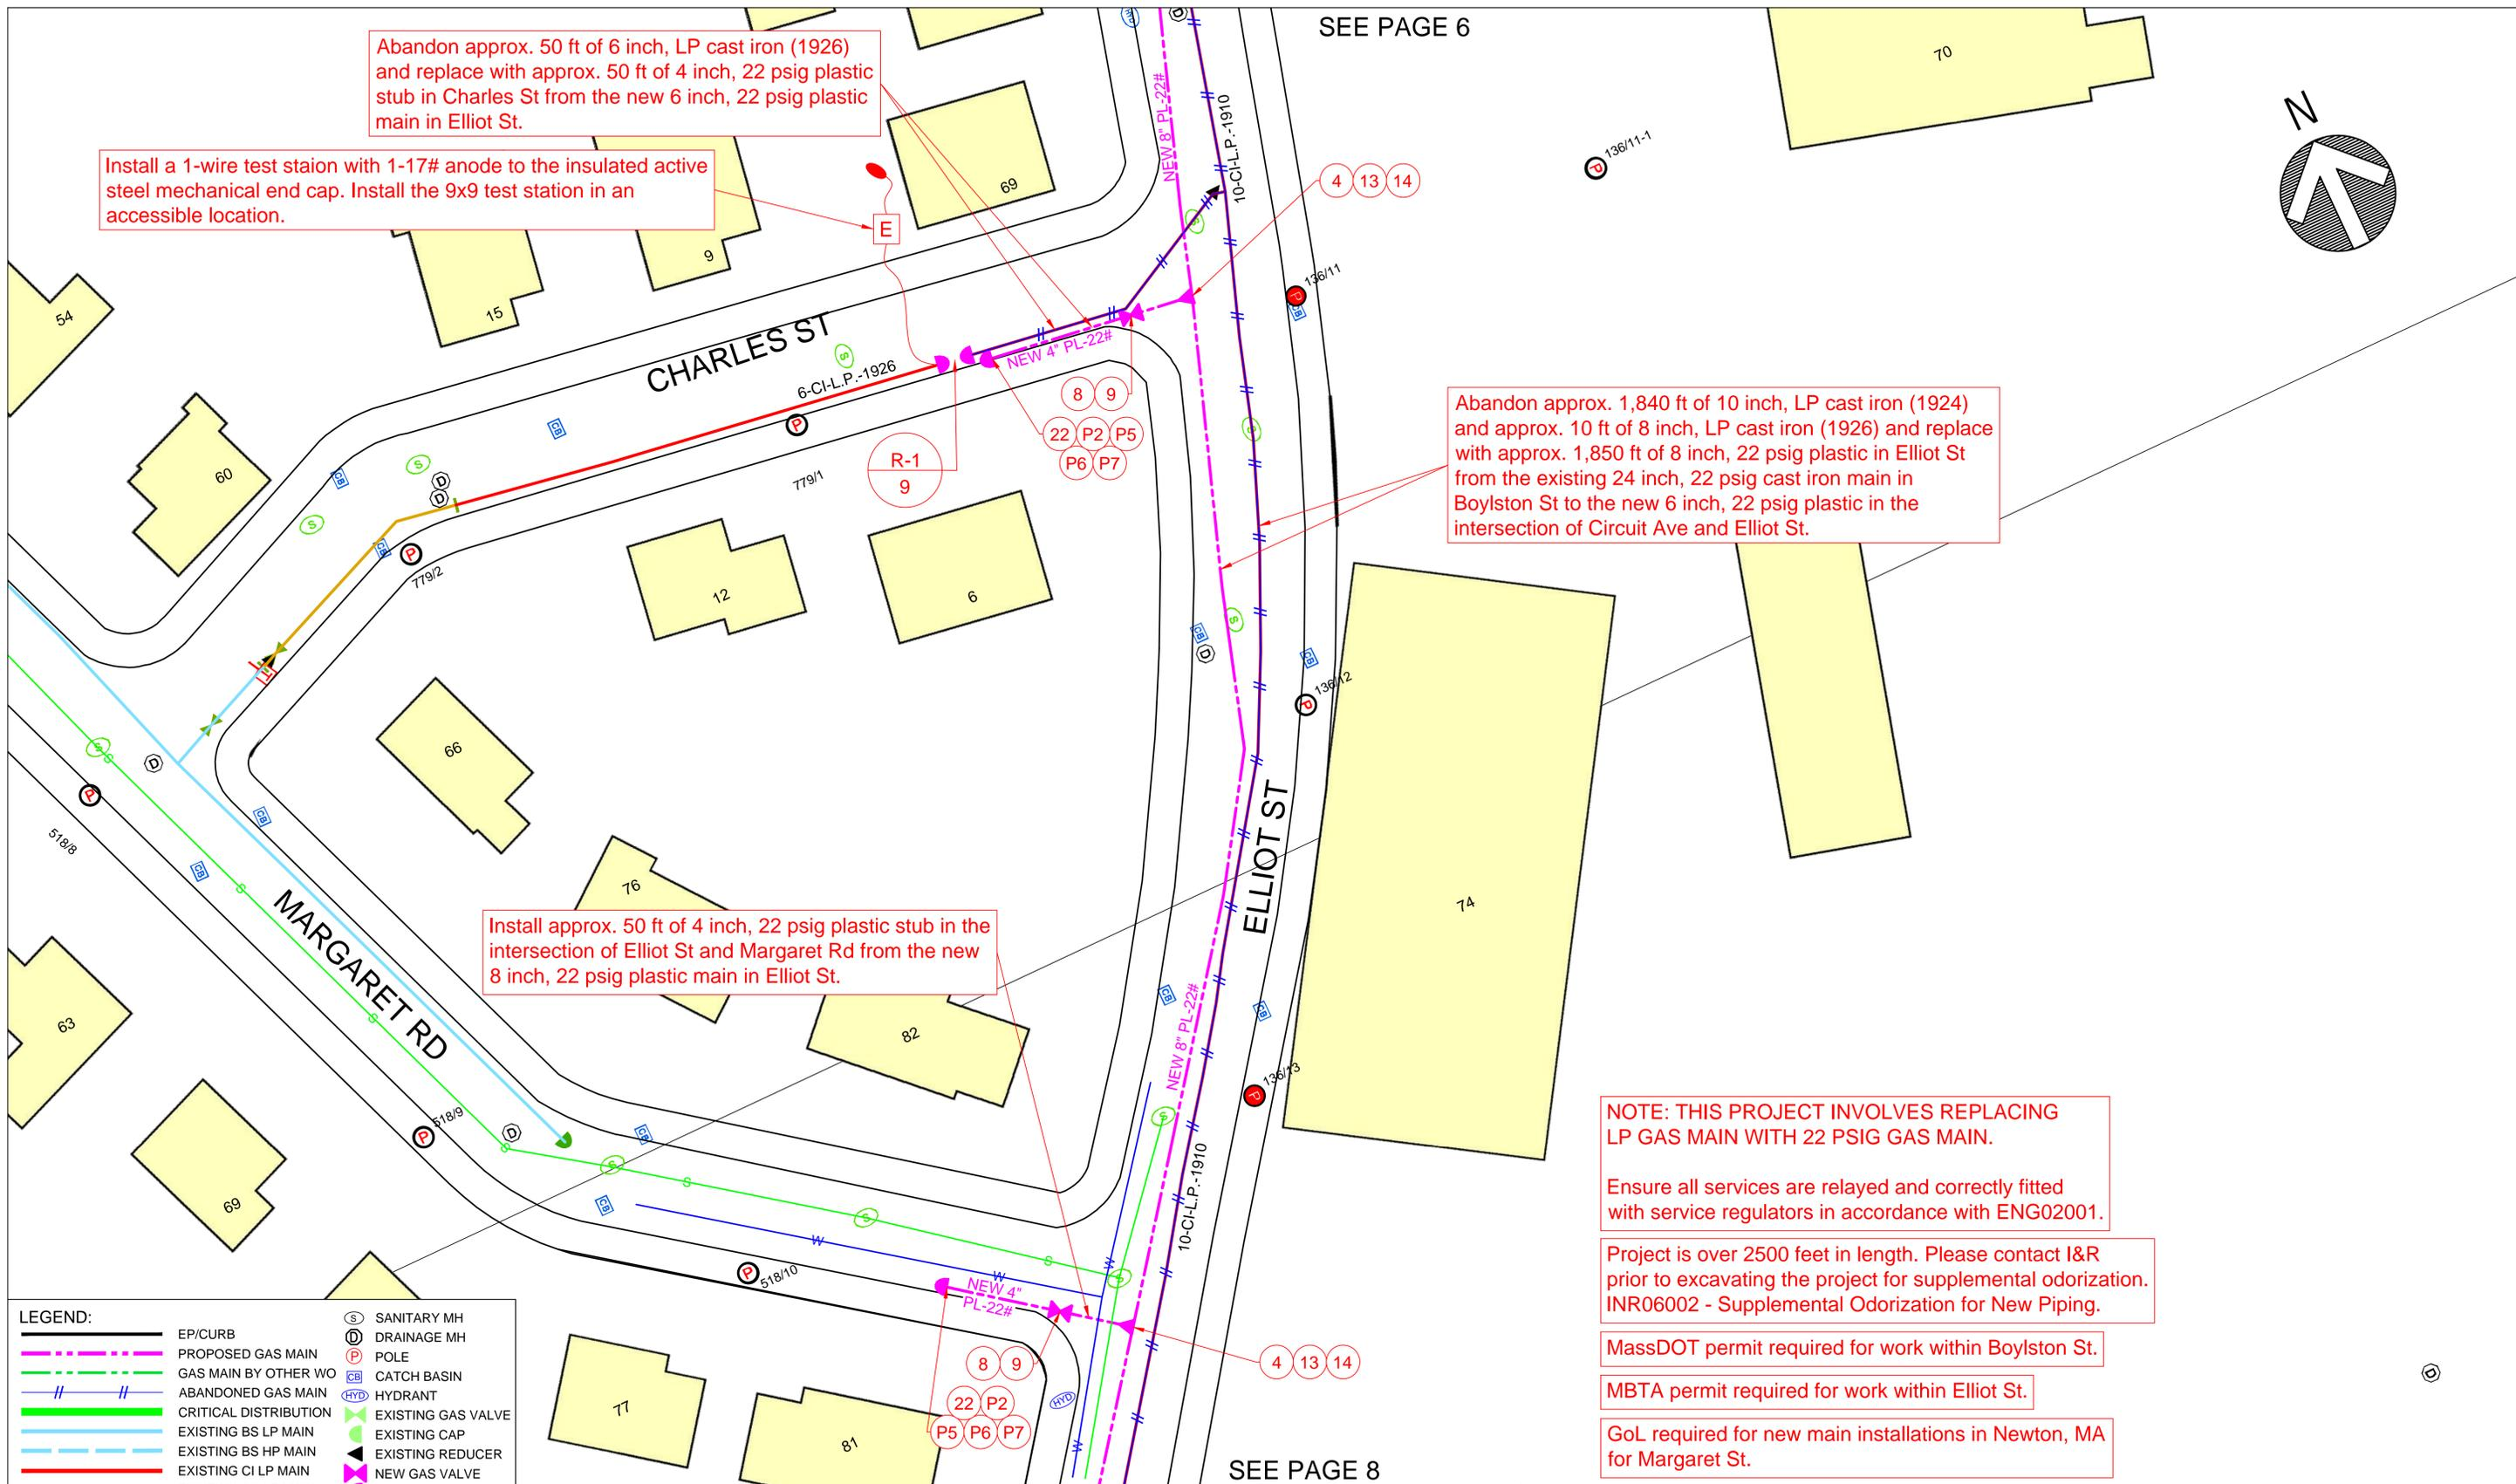 SEE PAGE 6
Abandon approx. 50 ft of 6 inch, LP cast iron (1926)
and replace with approx. 50 ft of 4 inch, 22 psig plastic
stub in Charles St from the new 6 inch, 22 psig plastic
main in Elliot St.
Install a 1-wire test staion with 1-17# anode to the insulated active
steel mechanical end cap. Install the 9x9 test station in an
accessible location.
HYD
D
70
N
NEW 8" PL-22#
10-CI-L.P.-1910
136/11-1
P
69
4 13 14
E
9
15
54
S
136/11
P
CB
CHARLES ST
S
6-CI-L.P.-1926
NEW 4" PL-22#
8 9
22 P2 P5
P6 P7
R-1
9
P
779/1
CB
S
S
D
D
CB
60
S
CB
P
779/2
Abandon approx. 1,840 ft of 10 inch, LP cast iron (1924)
and approx. 10 ft of 8 inch, LP cast iron (1926) and replace
with approx. 1,850 ft of 8 inch, 22 psig plastic in Elliot St
from the existing 24 inch, 22 psig cast iron main in
Boylston St to the new 6 inch, 22 psig plastic in the
intersection of Circuit Ave and Elliot St.
12
6
S
CB
D
CB
136/12
P
66
S
S
D
P
518/8
CB
CB
S
MARGARET RD
ELLIOT ST
74
76
Install approx. 50 ft of 4 inch, 22 psig plastic stub in the
intersection of Elliot St and Margaret Rd from the new
8 inch, 22 psig plastic main in Elliot St.
82
CB
CB
NEW 8" PL-22#
136/13
P
63
S
518/9
P
D
S
CB
S
S
CB
S
S
W
S
W
W
S
S
10-CI-L.P.-1910
69
P
518/10
NEW 4"
PL-22#
8 9
4 13 14
22 P2
P5 P6 P7
HYD
W
77
81
D
NOTE: THIS PROJECT INVOLVES REPLACING
LP GAS MAIN WITH 22 PSIG GAS MAIN.
Ensure all services are relayed and correctly fitted
with service regulators in accordance with ENG02001.
Project is over 2500 feet in length. Please contact I&R
prior to excavating the project for supplemental odorization.
INR06002 - Supplemental Odorization for New Piping.
MassDOT permit required for work within Boylston St.
MBTA permit required for work within Elliot St.
GoL required for new main installations in Newton, MA
for Margaret St.
LEGEND:
EP/CURB
PROPOSED GAS MAIN
GAS MAIN BY OTHER WO
ABANDONED GAS MAIN
CRITICAL DISTRIBUTION
EXISTING BS LP MAIN
EXISTING BS HP MAIN
EXISTING CI LP MAIN
S SANITARY MH
D DRAINAGE MH
P POLE
CB CATCH BASIN
HYD HYDRANT
EXISTING GAS VALVE
EXISTING CAP
EXISTING REDUCER
NEW GAS VALVE
SEE PAGE 8